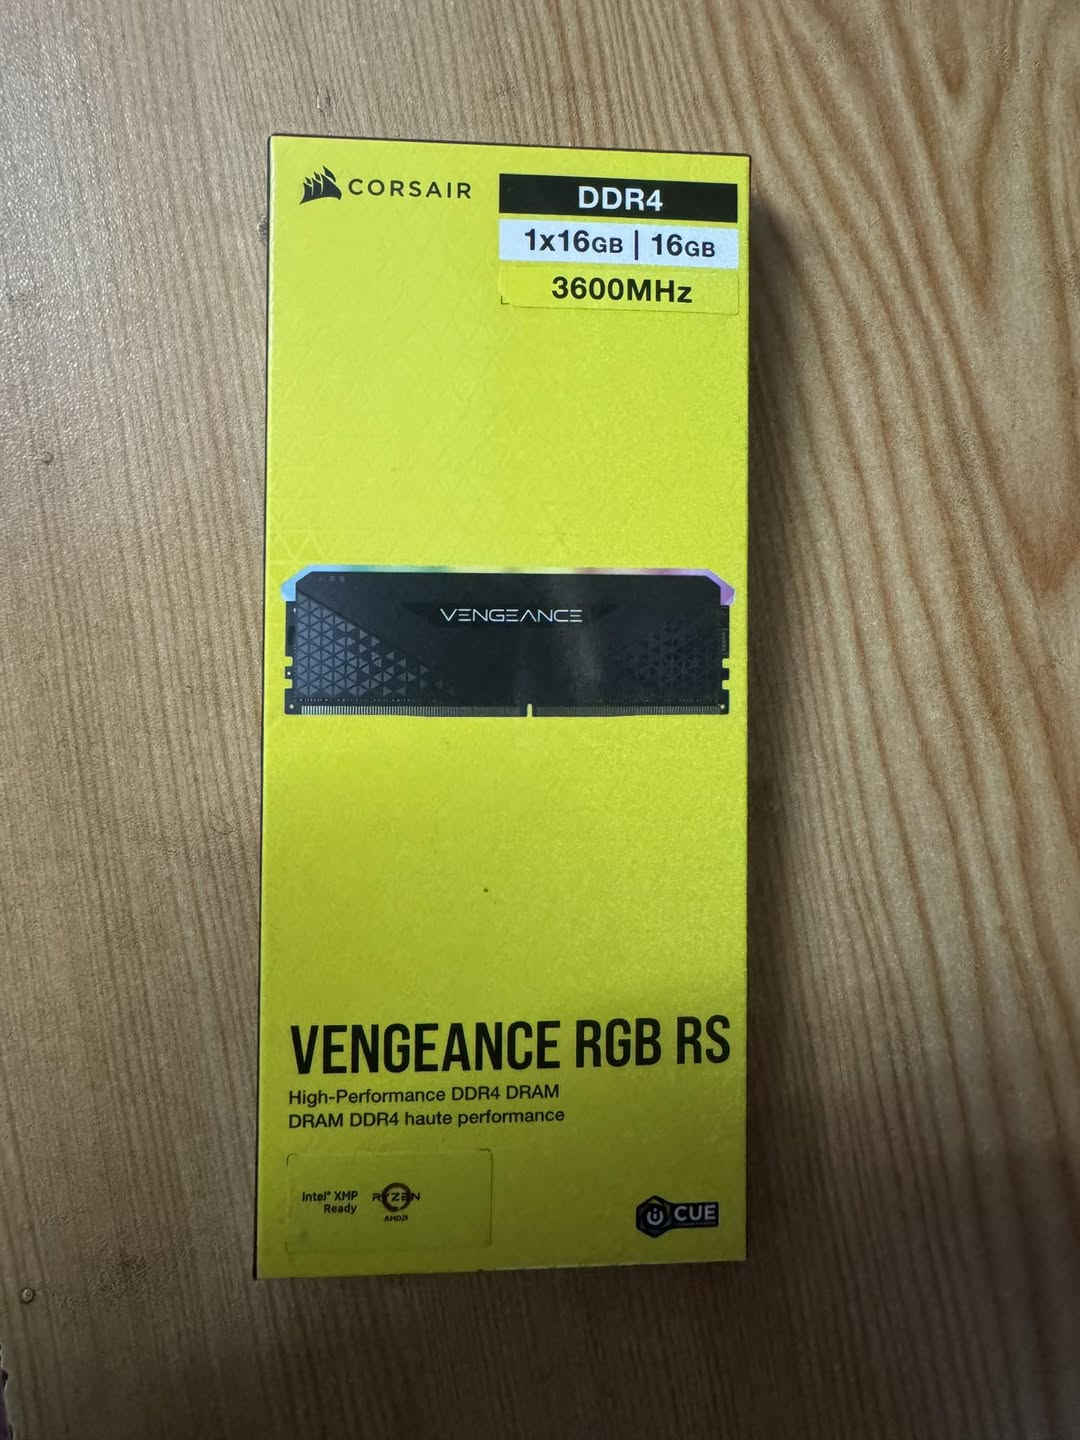 CORSAIR
DDR4
1x16GB | 16GB
3600MHz
VENGEANCE
VENGEANCE RGB RS
High-Performance DDR4 DRAM
DRAM DDR4 haute performance
Intel® XMP
Ready
RYZEN
AMD
iCUE